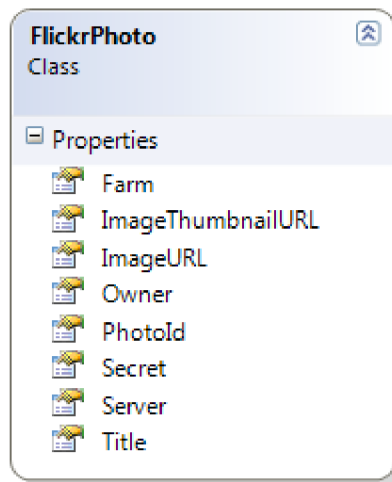 FlickrPhoto
Class
Properties
Farm
ImageThumbnailURL
ImageURL
Owner
PhotoId
Secret
Server
Title